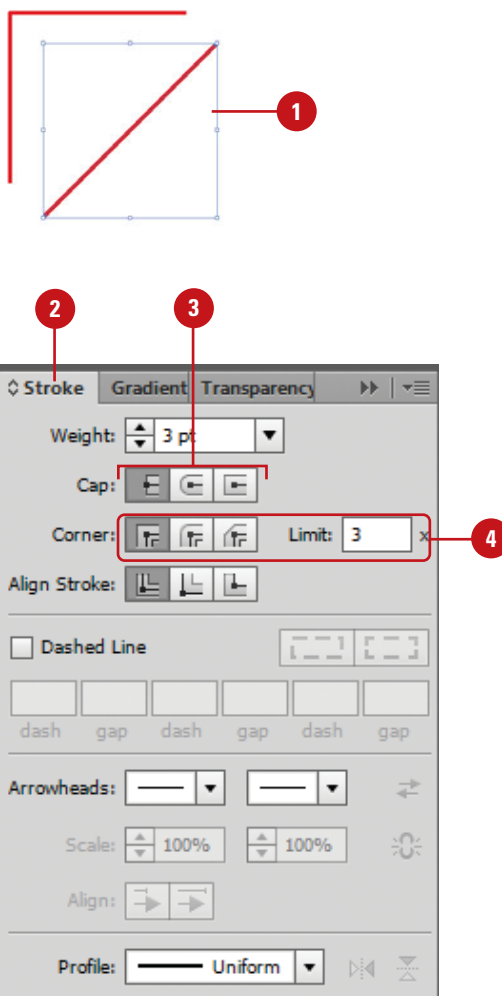 1
2
3
Stroke Gradient Transparency
Weight: 3 pt
Cap:
Corner: Limit: 3 x
4
Align Stroke:
Dashed Line
dash gap dash gap dash gap
Arrowheads:
Scale: 100% 100%
Align:
Profile: Uniform